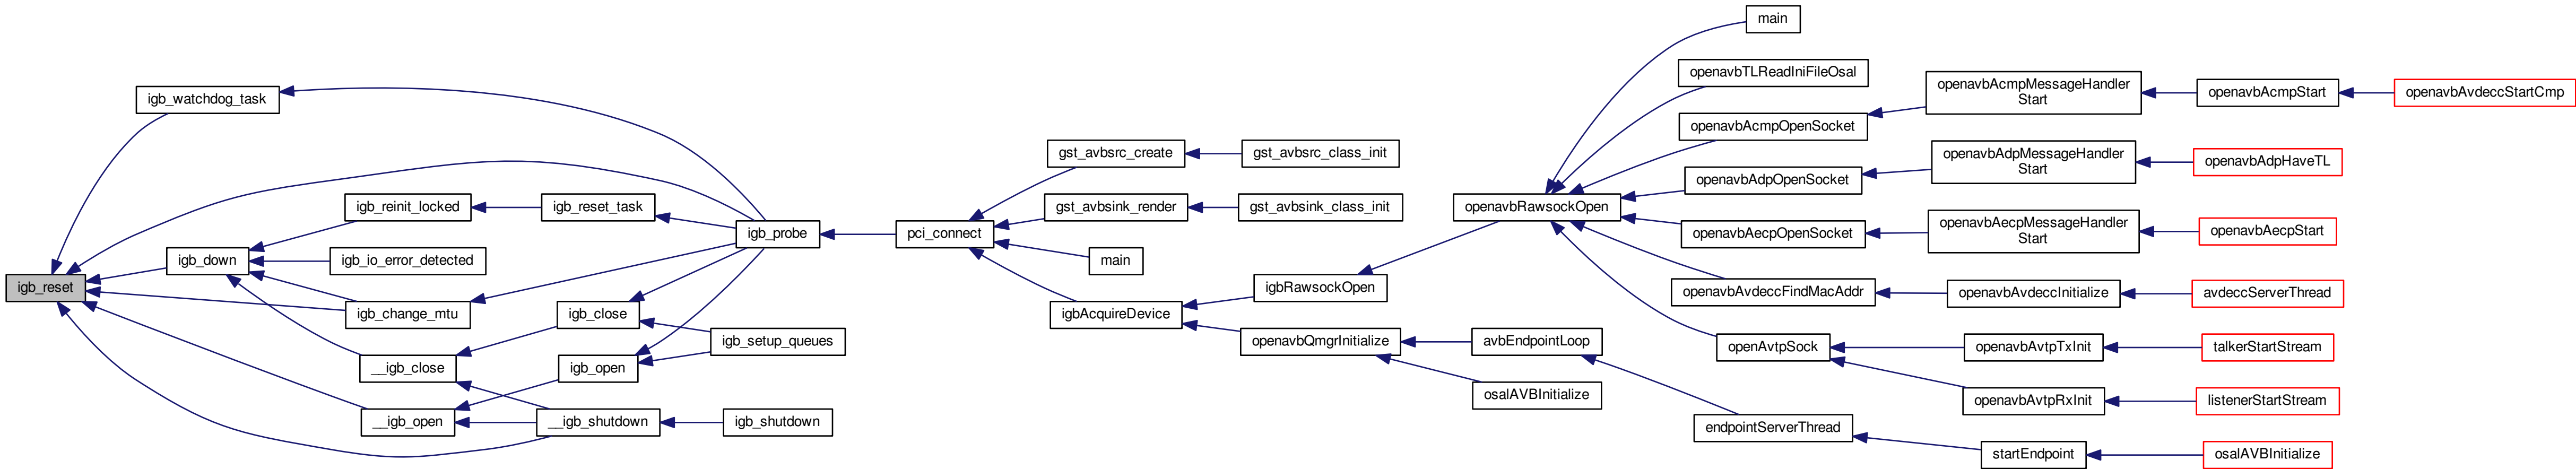 main
openavbTLReadIniFileOsal
openavbAcmpMessageHandler
Start
openavbAcmpStart
openavbAvdeccStartCmp
igb_watchdog_task
openavbAcmpOpenSocket
gst_avbsrc_create
gst_avbsrc_class_init
openavbAdpMessageHandler
Start
openavbAdpHaveTL
openavbAdpOpenSocket
igb_reinit_locked
igb_reset_task
gst_avbsink_render
gst_avbsink_class_init
openavbRawsockOpen
igb_probe
pci_connect
openavbAecpOpenSocket
openavbAecpMessageHandler
Start
openavbAecpStart
igb_down
igb_io_error_detected
main
igb_reset
igbRawsockOpen
openavbAvdeccFindMacAddr
openavbAvdeccInitialize
avdeccServerThread
igb_change_mtu
igb_close
igbAcquireDevice
igb_setup_queues
openavbQmgrInitialize
avbEndpointLoop
openAvtpSock
openavbAvtpTxInit
talkerStartStream
__igb_close
igb_open
osalAVBInitialize
openavbAvtpRxInit
listenerStartStream
__igb_open
__igb_shutdown
igb_shutdown
endpointServerThread
startEndpoint
osalAVBInitialize